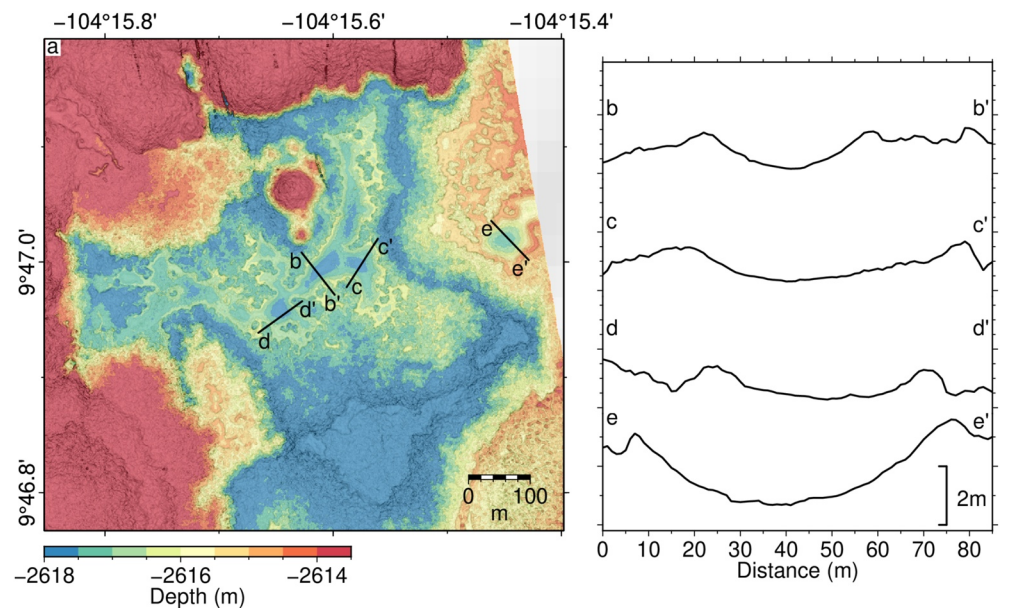 −104°15.8' −104°15.6' −104°15.4'
a
9°47.0'
9°46.8'
b
b'
c
c'
d
d'
e
e'
0 100
m
−2618 −2616 −2614
Depth (m)
b b'
c c'
d d'
e e'
2m
0 10 20 30 40 50 60 70 80
Distance (m)